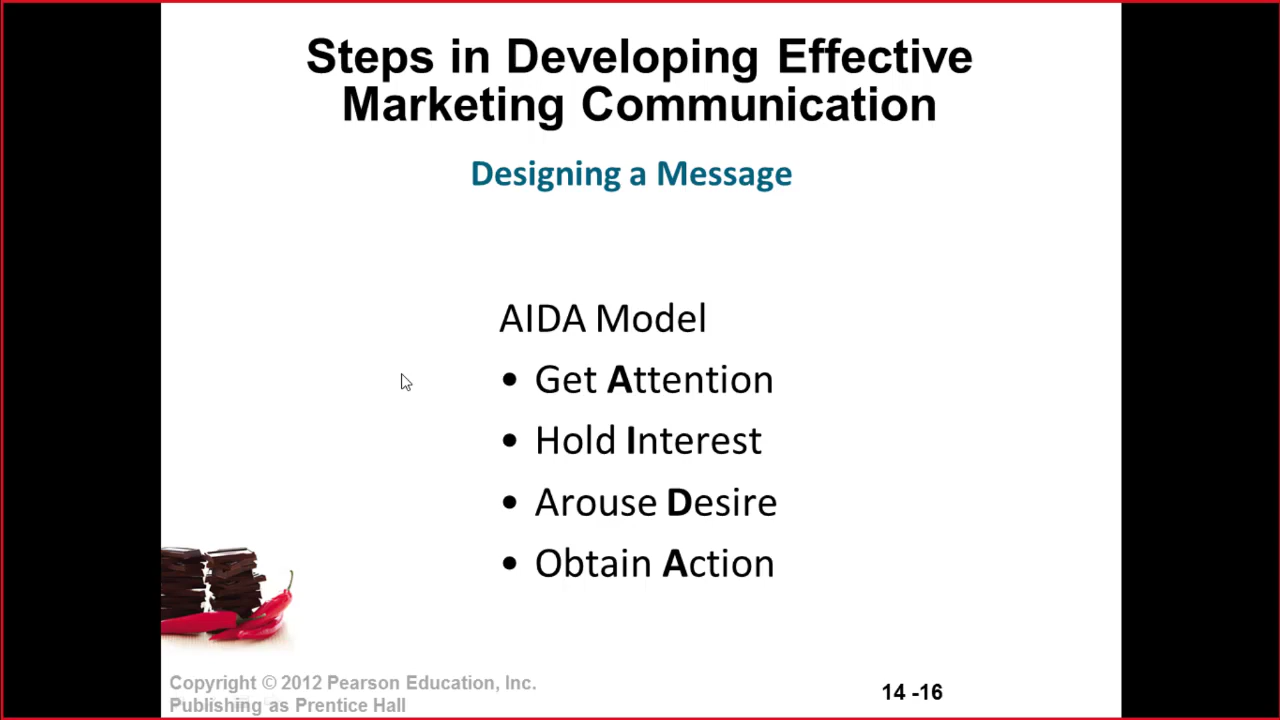 Steps in Developing Effective
Marketing Communication
Designing a Message
AIDA Model
• Get Attention
• Hold Interest
• Arouse Desire
• Obtain Action
Copyright © 2012 Pearson Education, Inc.
Publishing as Prentice Hall
14 -16